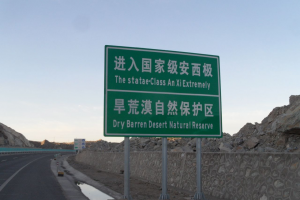 进入国家级安西极
The statae-Class An Xi Extremely
旱荒漠自然保护区
Dry Barren Desert Natural Reserve